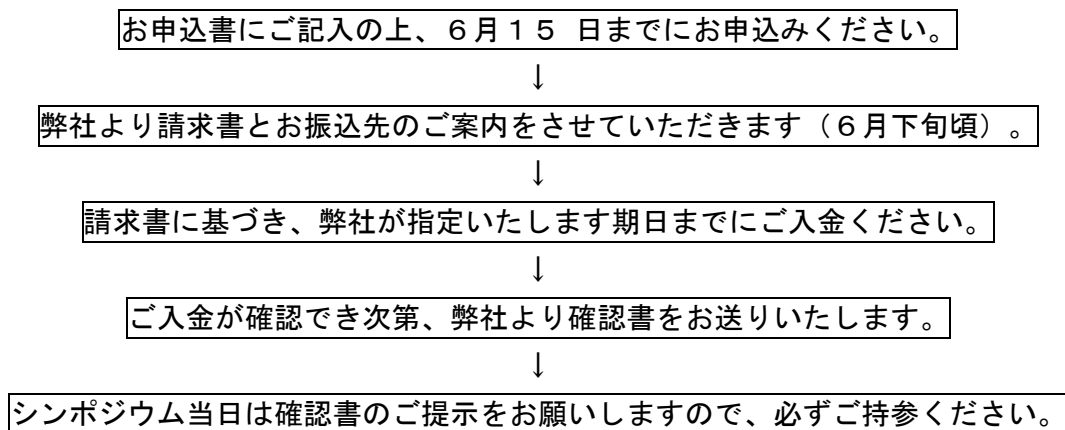 お申込書にご記入の上、６月１５ 日までにお申込みください。
↓
弊社より請求書とお振込先のご案内をさせていただきます（６月下旬頃）。
↓
請求書に基づき、弊社が指定いたします期日までにご入金ください。
↓
ご入金が確認でき次第、弊社より確認書をお送りいたします。
↓
シンポジウム当日は確認書のご提示をお願いしますので、必ずご持参ください。